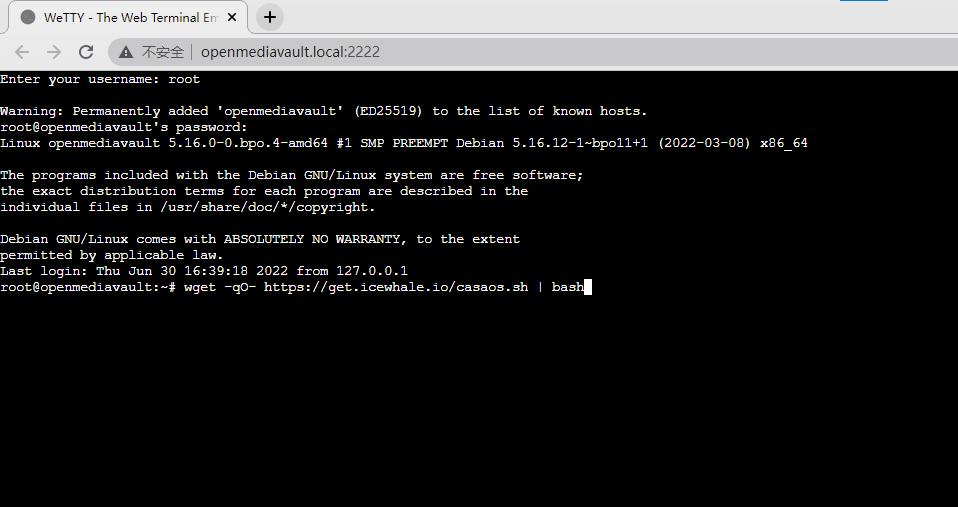 WeTTY - The Web Terminal Em
不安全 openmediavault.local:2222
Enter your username: root
Warning: Permanently added 'openmediavault' (ED25519) to the list of known hosts.
root@openmediavault's password:
Linux openmediavault 5.16.0-0.bpo.4-amd64 #1 SMP PREEMPT Debian 5.16.12-1~bpo11+1 (2022-03-08) x86_64
The programs included with the Debian GNU/Linux system are free software;
the exact distribution terms for each program are described in the
individual files in /usr/share/doc/*/copyright.
Debian GNU/Linux comes with ABSOLUTELY NO WARRANTY, to the extent
permitted by applicable law.
Last login: Thu Jun 30 16:39:18 2022 from 127.0.0.1
root@openmediavault:~# wget -qO- https://get.icewhale.io/casaos.sh | bash